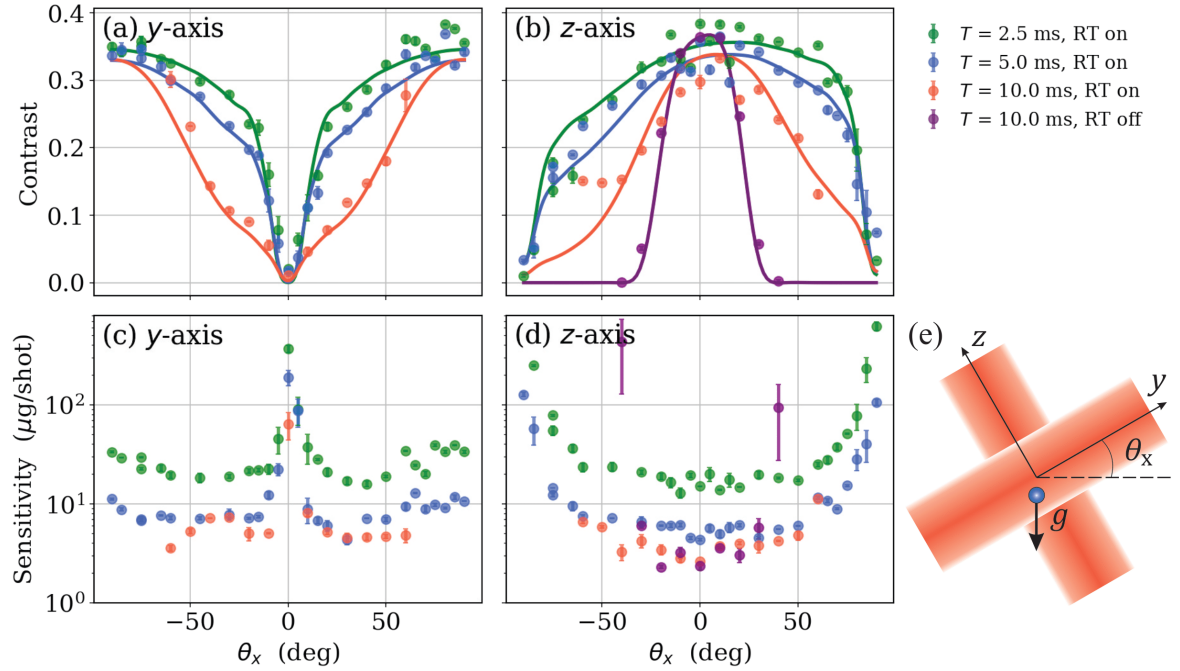 (a) y-axis
(b) z-axis
T = 2.5 ms, RT on
T = 5.0 ms, RT on
T = 10.0 ms, RT on
T = 10.0 ms, RT off
0.4
0.3
0.2
0.1
0.0
Contrast
(c) y-axis
(d) z-axis
(e)
10²
10¹
10⁰
Sensitivity (μg/shot)
−50
0
50
−50
0
50
θx (deg)
θx (deg)
z
y
θx
g